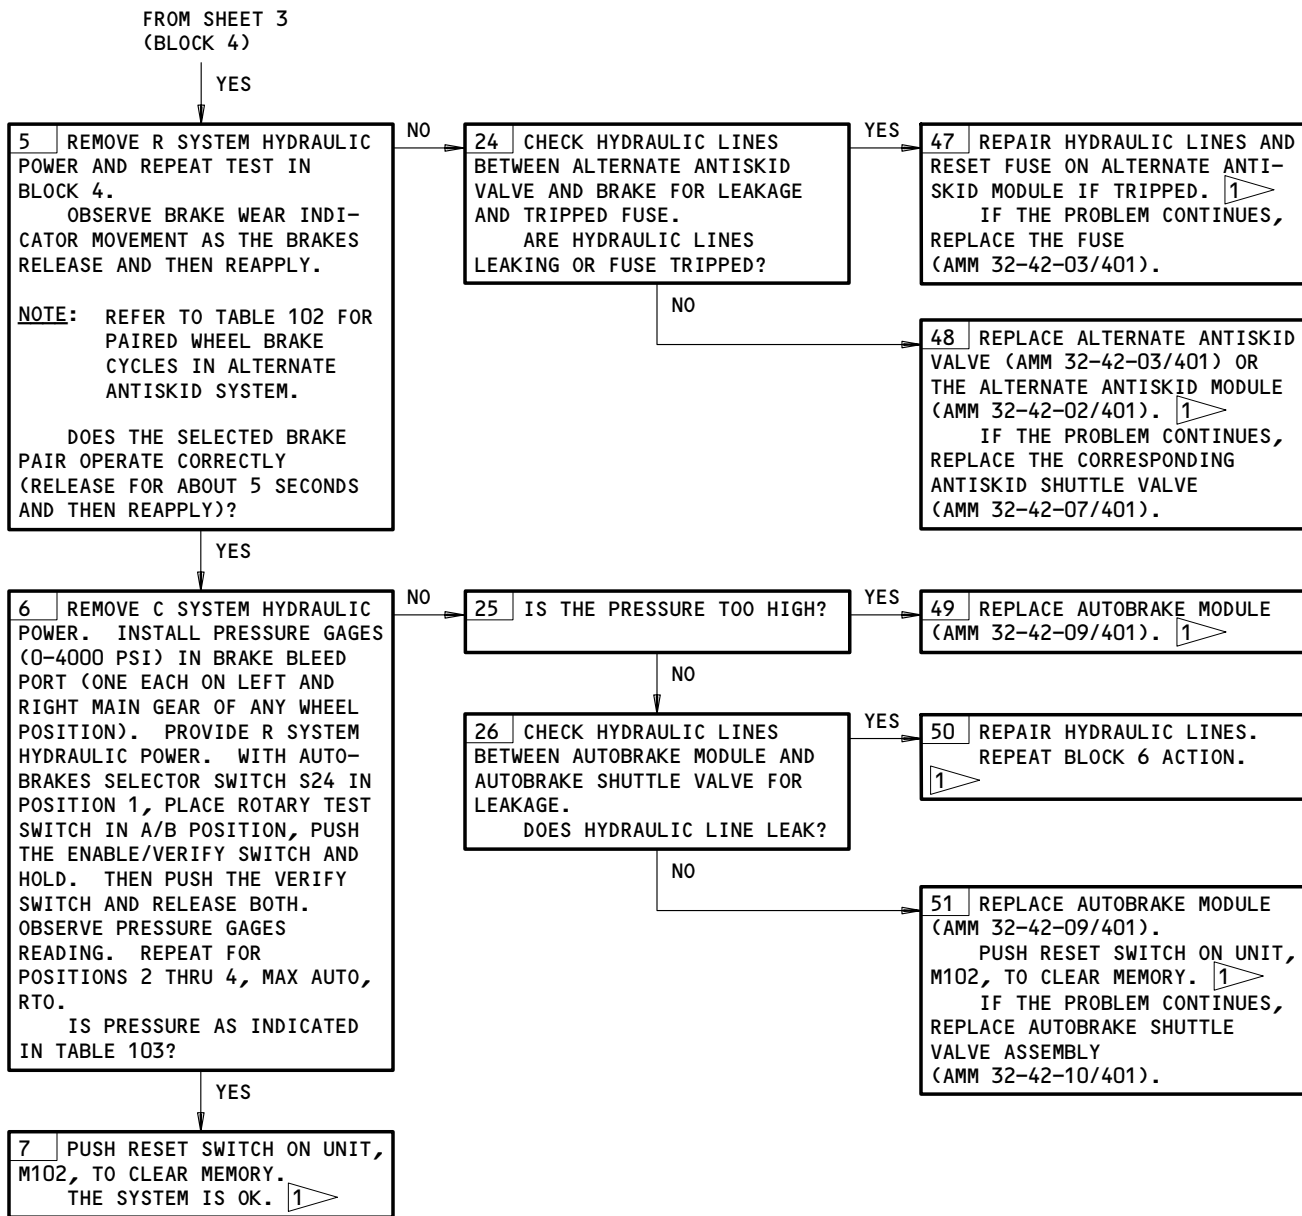 FROM SHEET 3
(BLOCK 4)
YES
5 REMOVE R SYSTEM HYDRAULIC
POWER AND REPEAT TEST IN
BLOCK 4.
OBSERVE BRAKE WEAR INDI-
CATOR MOVEMENT AS THE BRAKES
RELEASE AND THEN REAPPLY.
NOTE: REFER TO TABLE 102 FOR
PAIRED WHEEL BRAKE
CYCLES IN ALTERNATE
ANTISKID SYSTEM.
DOES THE SELECTED BRAKE
PAIR OPERATE CORRECTLY
(RELEASE FOR ABOUT 5 SECONDS
AND THEN REAPPLY)?
NO
24 CHECK HYDRAULIC LINES
BETWEEN ALTERNATE ANTISKID
VALVE AND BRAKE FOR LEAKAGE
AND TRIPPED FUSE.
ARE HYDRAULIC LINES
LEAKING OR FUSE TRIPPED?
YES
47 REPAIR HYDRAULIC LINES AND
RESET FUSE ON ALTERNATE ANTI-
SKID MODULE IF TRIPPED. 1
IF THE PROBLEM CONTINUES,
REPLACE THE FUSE
(AMM 32-42-03/401).
NO
48 REPLACE ALTERNATE ANTISKID
VALVE (AMM 32-42-03/401) OR
THE ALTERNATE ANTISKID MODULE
(AMM 32-42-02/401). 1
IF THE PROBLEM CONTINUES,
REPLACE THE CORRESPONDING
ANTISKID SHUTTLE VALVE
(AMM 32-42-07/401).
YES
6 REMOVE C SYSTEM HYDRAULIC
POWER. INSTALL PRESSURE GAGES
(0-4000 PSI) IN BRAKE BLEED
PORT (ONE EACH ON LEFT AND
RIGHT MAIN GEAR OF ANY WHEEL
POSITION). PROVIDE R SYSTEM
HYDRAULIC POWER. WITH AUTO-
BRAKES SELECTOR SWITCH S24 IN
POSITION 1, PLACE ROTARY TEST
SWITCH IN A/B POSITION, PUSH
THE ENABLE/VERIFY SWITCH AND
HOLD. THEN PUSH THE VERIFY
SWITCH AND RELEASE BOTH.
OBSERVE PRESSURE GAGES
READING. REPEAT FOR
POSITIONS 2 THRU 4, MAX AUTO,
RTO.
IS PRESSURE AS INDICATED
IN TABLE 103?
NO
25 IS THE PRESSURE TOO HIGH?
YES
49 REPLACE AUTOBRAKE MODULE
(AMM 32-42-09/401). 1
NO
26 CHECK HYDRAULIC LINES
BETWEEN AUTOBRAKE MODULE AND
AUTOBRAKE SHUTTLE VALVE FOR
LEAKAGE.
DOES HYDRAULIC LINE LEAK?
YES
50 REPAIR HYDRAULIC LINES.
REPEAT BLOCK 6 ACTION.
1
NO
51 REPLACE AUTOBRAKE MODULE
(AMM 32-42-09/401).
PUSH RESET SWITCH ON UNIT,
M102, TO CLEAR MEMORY. 1
IF THE PROBLEM CONTINUES,
REPLACE AUTOBRAKE SHUTTLE
VALVE ASSEMBLY
(AMM 32-42-10/401).
YES
7 PUSH RESET SWITCH ON UNIT,
M102, TO CLEAR MEMORY.
THE SYSTEM IS OK. 1